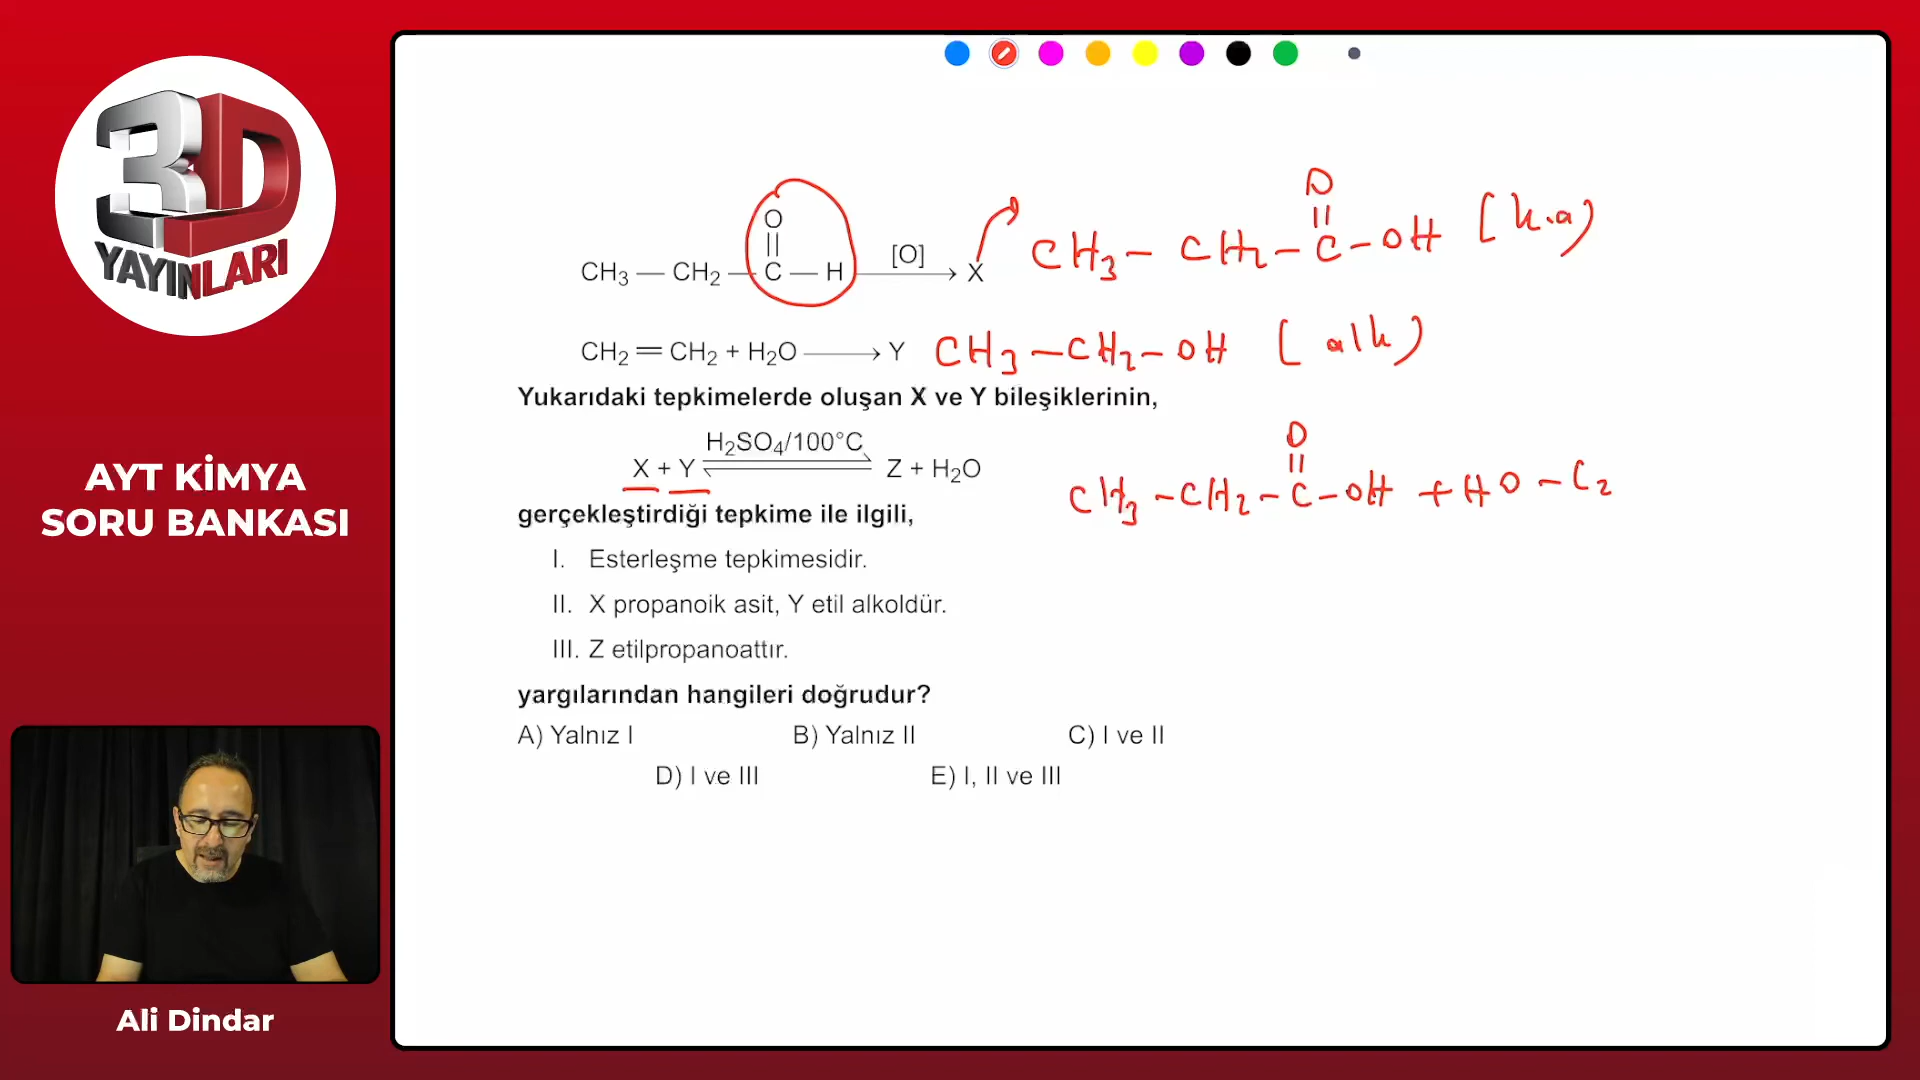 3D
YAYINLARI
AYT KİMYA
SORU BANKASI
Ali Dindar
O
||
CH3 — CH2 — C — H [O] → X
O
||
CH3 – CH2 – C – OH (k.a)
CH2 = CH2 + H2O → Y CH3 – CH2 – OH (alk)
Yukarıdaki tepkimelerde oluşan X ve Y bileşiklerinin,
H2SO4/100°C
X + Y ⇌ Z + H2O
O
||
CH3 – CH2 – C – OH + HO – C2
gerçekleştirdiği tepkime ile ilgili,
I. Esterleşme tepkimesidir.
II. X propanoik asit, Y etil alkoldür.
III. Z etilpropanoattır.
yargılarından hangileri doğrudur?
A) Yalnız I B) Yalnız II C) I ve II
D) I ve III E) I, II ve III